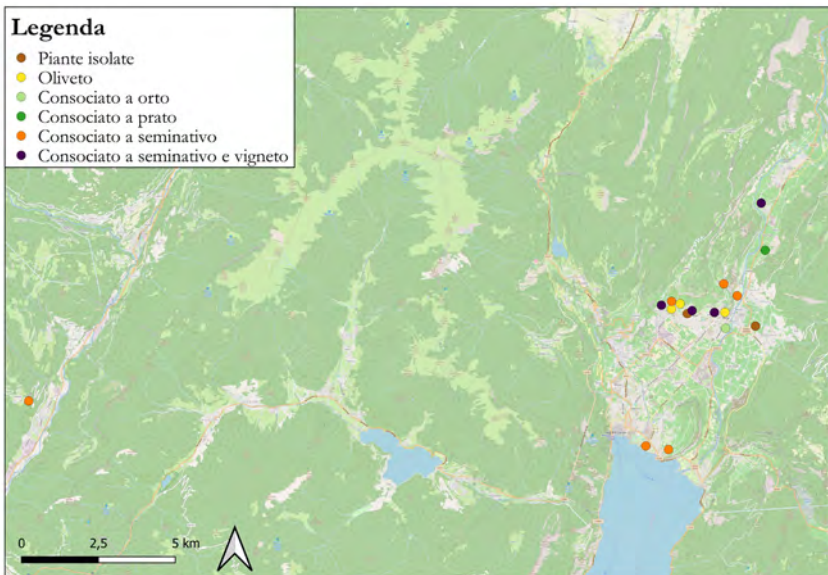 Legenda
Piante isolate
Oliveto
Consociato a orto
Consociato a prato
Consociato a seminativo
Consociato a seminativo e vigneto
0 2,5 5 km